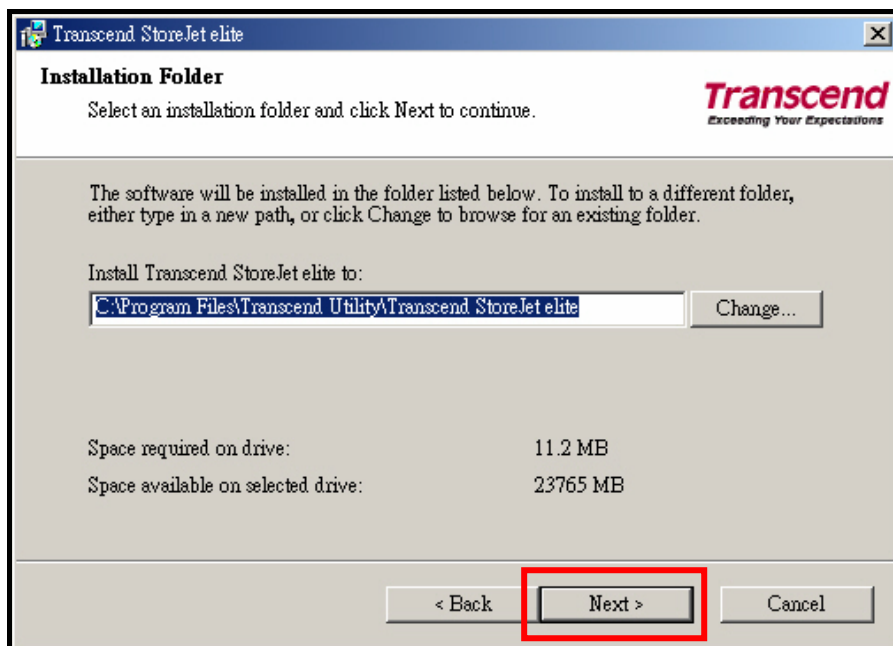 Transcend StoreJet elite
Installation Folder
Select an installation folder and click Next to continue.
Transcend
Exceeding Your Expectations
The software will be installed in the folder listed below. To install to a different folder,
either type in a new path, or click Change to browse for an existing folder.
Install Transcend StoreJet elite to:
C:\Program Files\Transcend Utility\Transcend StoreJet elite
Change...
Space required on drive: 11.2 MB
Space available on selected drive: 23765 MB
< Back Next > Cancel